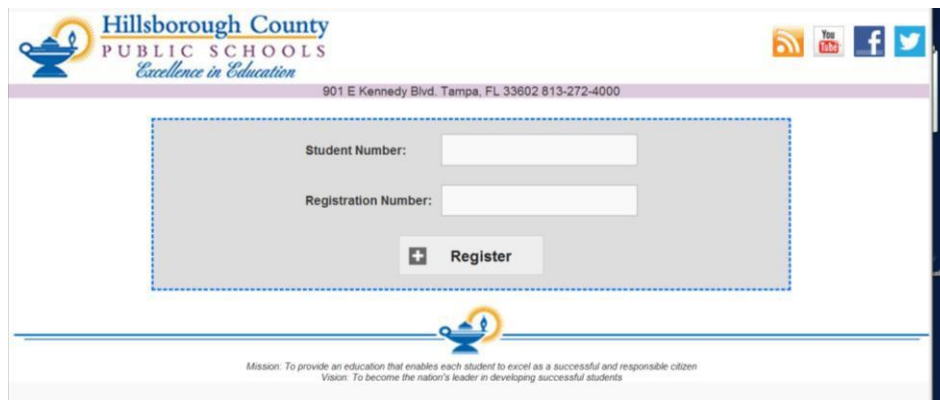 Hillsborough County
PUBLIC SCHOOLS
Excellence in Education
You
Tube
f
901 E Kennedy Blvd. Tampa, FL 33602 813-272-4000
Student Number:
Registration Number:
Register
Mission: To provide an education that enables each student to excel as a successful and responsible citizen
Vision: To become the nation's leader in developing successful students